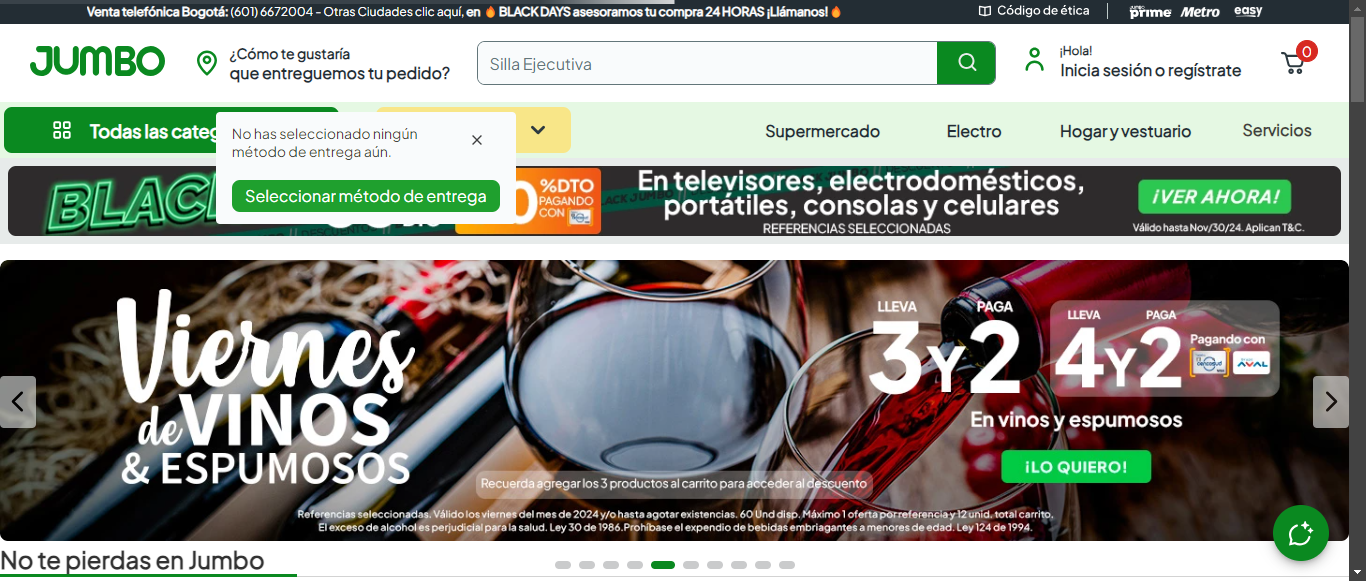 Venta telefónica Bogotá: (601) 6672004 - Otras Ciudades clic aquí, en 🔥 BLACK DAYS asesoramos tu compra 24 HORAS ¡Llámanos!🔥
Código de ética
prime
Metro
easy
JUMBO
¿Cómo te gustaría
que entreguemos tu pedido?
Silla Ejecutiva
¡Hola!
Inicia sesión o regístrate
0
Todas las categ
No has seleccionado ningún
método de entrega aún.
Seleccionar método de entrega
Supermercado
Electro
Hogar y vestuario
Servicios
BLACK
%DTO
PAGANDO
CON
En televisores, electrodomésticos,
portátiles, consolas y celulares
REFERENCIAS SELECCIONADAS
¡VER AHORA!
Válido hasta Nov/30/24. Aplican T&C.
Viernes
de VINOS
& ESPUMOSOS
LLEVA PAGA
3 Y 2
LLEVA PAGA
4 Y 2
Pagando con
cencosud
AVAL
En vinos y espumosos
¡LO QUIERO!
Recuerda agregar los 3 productos al carrito para acceder al descuento
Referencias seleccionadas. Válido los viernes del mes de 2024 y/o hasta agotar existencias. 60 Und disp. Máximo 1 oferta por referencia y 12 unid. total carrito.
El exceso de alcohol es perjudicial para la salud. Ley 30 de 1986.Prohíbase el expendio de bebidas embriagantes a menores de edad. Ley 124 de 1994.
No te pierdas en Jumbo